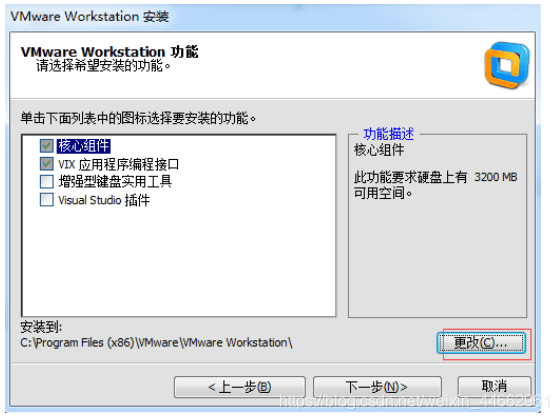 VMware Workstation 安装
VMware Workstation 功能
请选择希望安装的功能。
单击下面列表中的图标选择要安装的功能。
核心组件
VIX 应用程序编程接口
增强型键盘实用工具
Visual Studio 插件
功能描述
核心组件
此功能要求硬盘上有 3200 MB
可用空间。
安装到:
C:\Program Files (x86)\VMware\VMware Workstation\
更改(C)...
< 上一步(B)
下一步(N)>
取消
https://blog.csdn.net/weixin_44662961